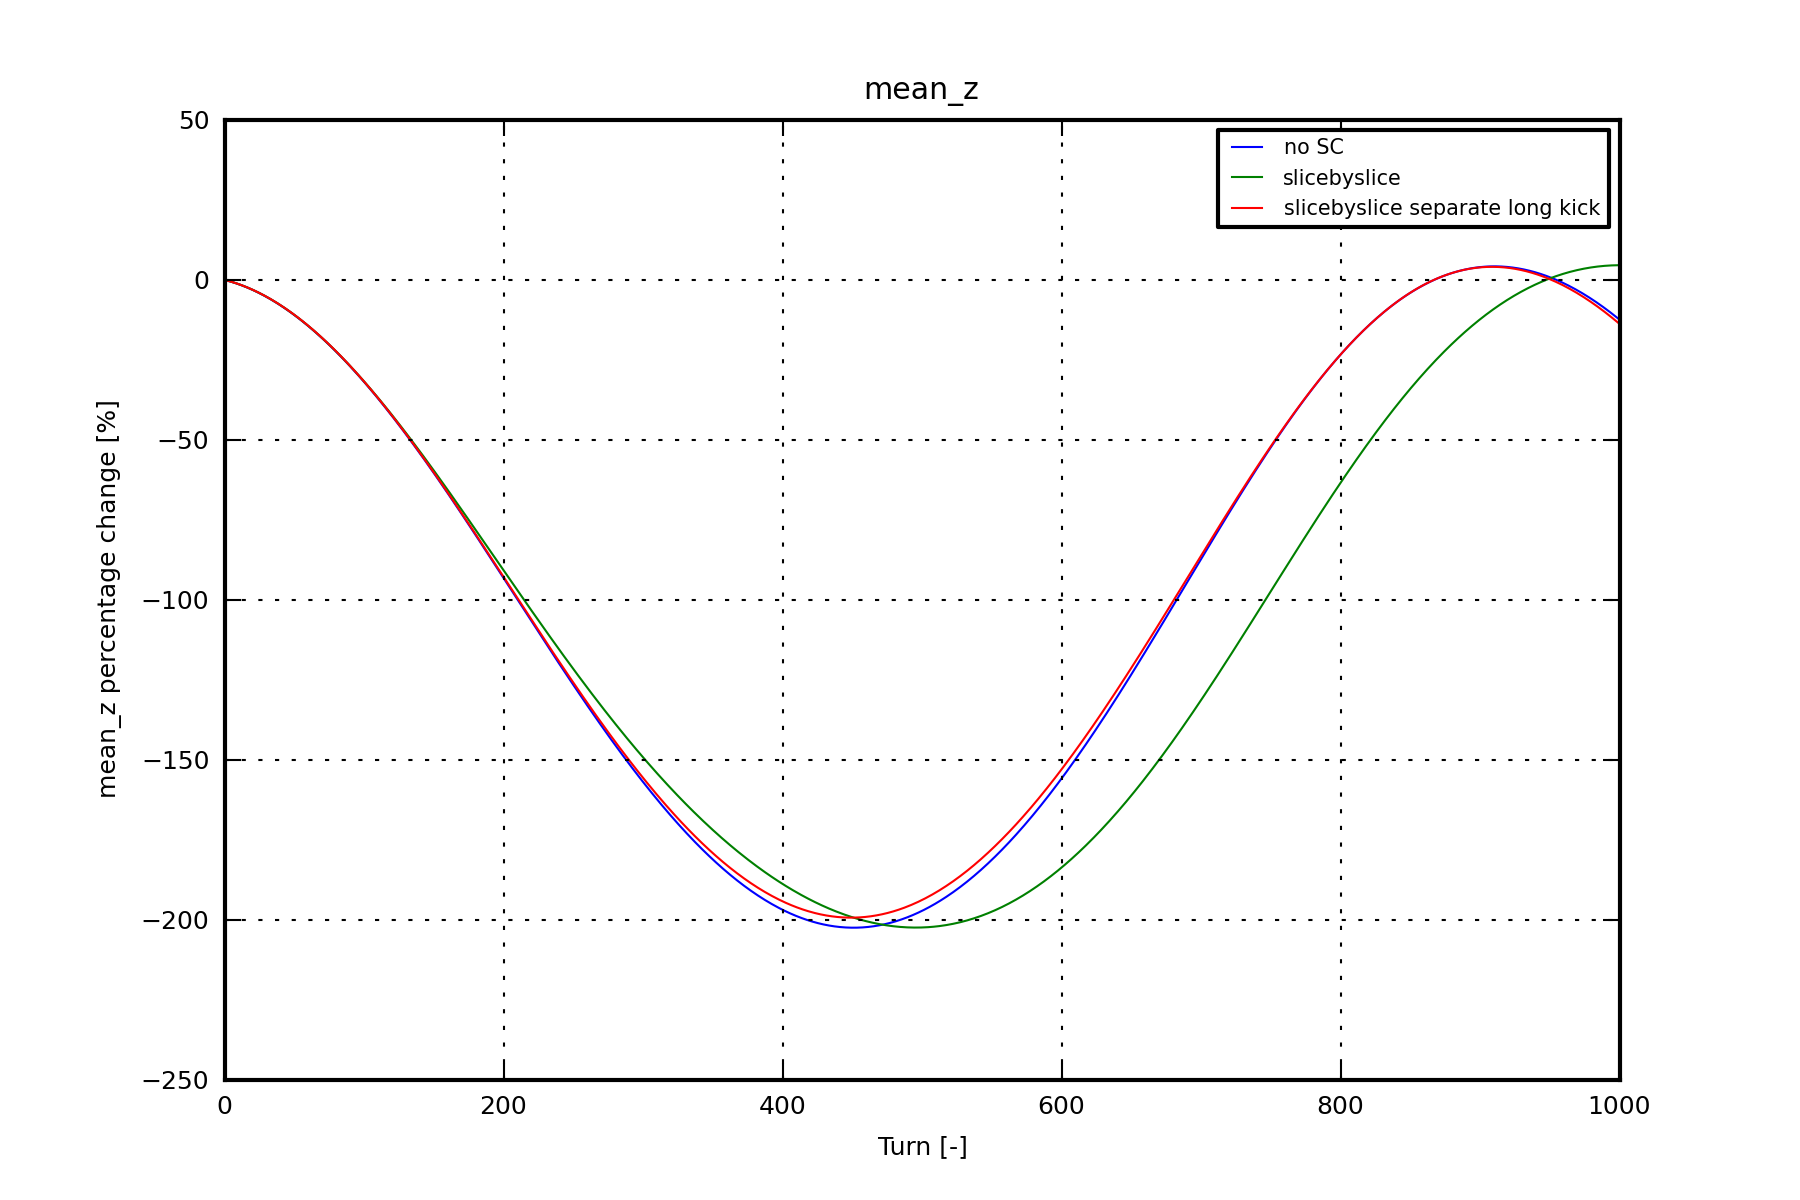 mean_z
50
0
−50
−100
−150
−200
−250
mean_z percentage change [%]
no SC
slicebyslice
slicebyslice separate long kick
0 200 400 600 800 1000
Turn [-]